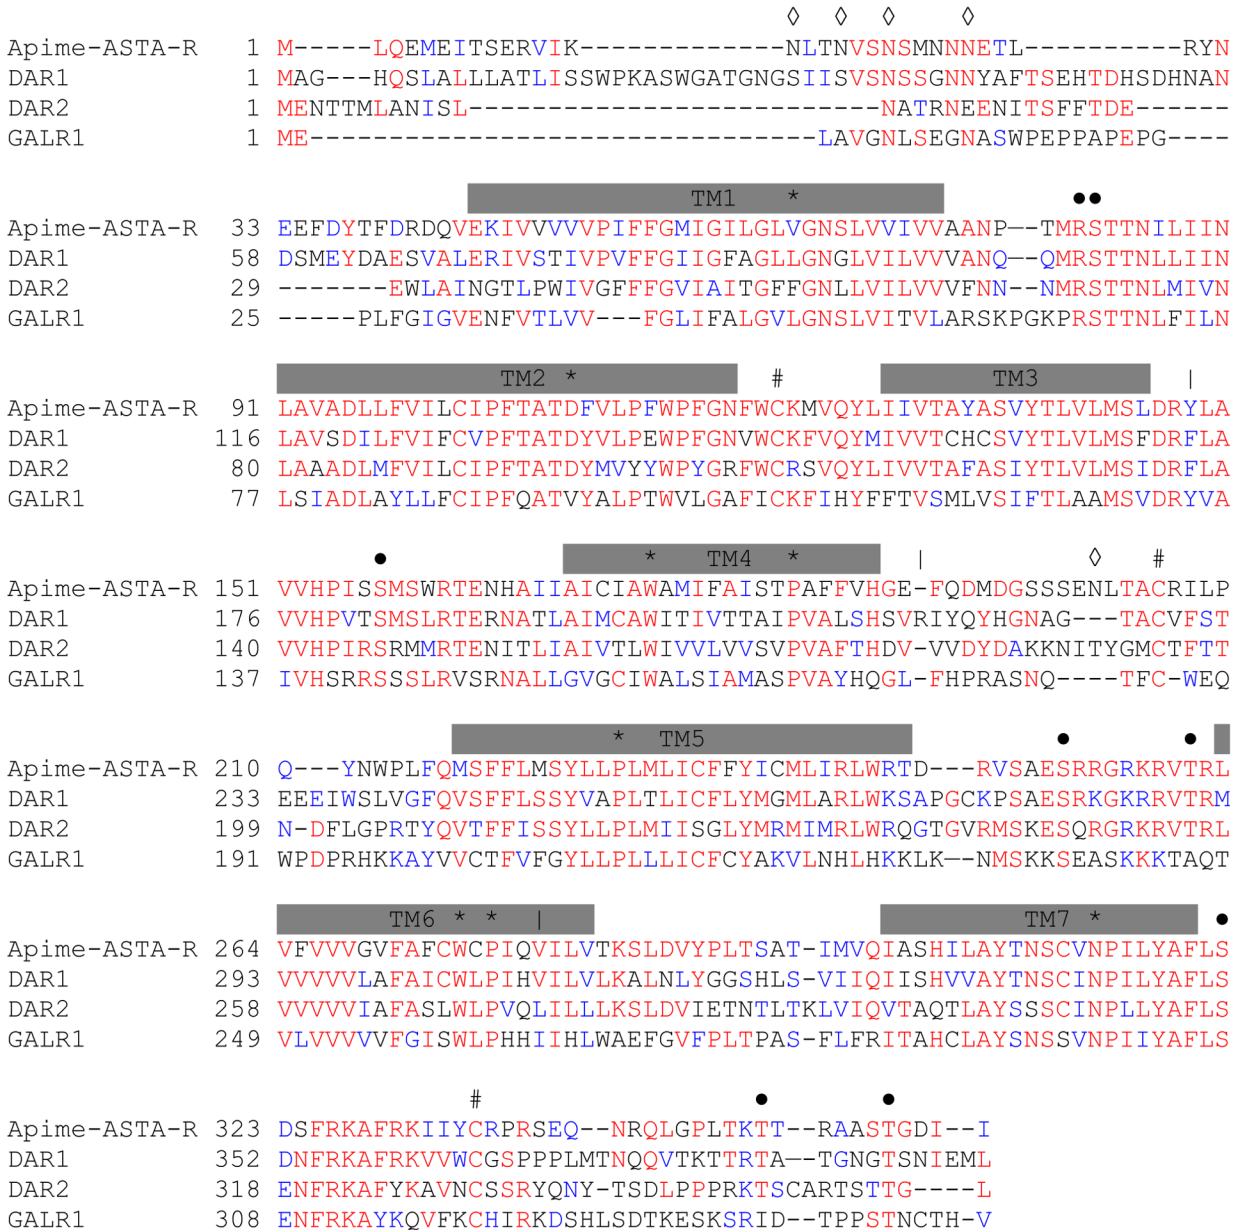 ◊ ◊ ◊ ◊
Apime-ASTA-R 1 M-----LQEMEITSERVIK-------------NLTNVSNSMNNNETL----------RYN
DAR1 1 MAG---HQSLALLLATLISSWPKASWGATGNGSIISVSNSSGNNYAFTSEHTDHSDHNAN
DAR2 1 MENTTMLANISL--------------------------NATRNEENITSFFTDE------
GALR1 1 ME--------------------------------LAVGNLSEGNASWPEPPAPEPG----
TM1 * ●●
Apime-ASTA-R 33 EEFDYTFDRDQVEKIVVVVVPIFFGMIGILGLVGNSLVVIVVAANP--TMRSTTNILIIN
DAR1 58 DSMEYDAESVALERIVSTIVPVFFGIIGFAGLLGNGLVILVVVANQ--QMRSTTNLLIIN
DAR2 29 -------EWLAINGTLPWIVGFFFGVIAITGFFGNLLVILVVVFNN--NMRSTTNLMIVN
GALR1 25 -----PLFGIGVENFVTLVV---FGLIFALGVLGNSLVITVLARSKPGKPRSTTNLFILN
TM2 * # TM3 |
Apime-ASTA-R 91 LAVADLLFVILCIPFTATDFVLPFWPFGNFWCKMVQYLIIVTAYASVYTLVLMSLDRYLA
DAR1 116 LAVSDILFVIFCVPFTATDYVLPEWPFGNVWCKFVQYMIVVTCHCSVYTLVLMSFDRFLA
DAR2 80 LAAADLMFVILCIPFTATDYMVYYWPYGRFWCRSVQYLIVVTAFASIYTLVLMSIDRFLA
GALR1 77 LSIADLAYLLFCIPFQATVYALPTWVLGAFICKFIHYFFTVSMLVSIFTLAAMSVDRYVA
● * TM4 * | ◊ #
Apime-ASTA-R 151 VVHPISSMSWRTENHAIIAICIAWAMIFAISTPAFFVHGE-FQDMDGSSSENLTACRILP
DAR1 176 VVHPVTSMSLRTERNATLAIMCAWITIVTTAIPVALSHSVRIYQYHGNAG---TACVFST
DAR2 140 VVHPIRSRMMRTENITLIAIVTLWIVVLVVSVPVAFTHDV-VVDYDAKKNITYGMCTFTT
GALR1 137 IVHSRRSSSLRVSRNALLGVGCIWALSIAMASPVAYHQGL-FHPRASNQ----TFC-WEQ
* TM5 ● ●
Apime-ASTA-R 210 Q---YNWPLFQMSFFLMSYLLPLMLICFFYICMLIRLWRTD---RVSAESRRGRKRVTRL
DAR1 233 EEEIWSLVGFQVSFFLSSYVAPLTLICFLYMGMLARLWKSAPGCKPSAESRKGKRRVTRM
DAR2 199 N-DFLGPRTYQVTFFISSYLLPLMIISGLYMRMIMRLWRQGTGVRMSKESQRGRKRVTRL
GALR1 191 WPDPRHKKAYVVCTFVFGYLLPLLLICFCYAKVLNHLHKKLK--NMSKKSEASKKKTAQT
TM6 * * | TM7 * ●
Apime-ASTA-R 264 VFVVVGVFAFCWCPIQVILVTKSLDVYPLTSAT-IMVQIASHILAYTNSCVNPILYAFLS
DAR1 293 VVVVVLAFAICWLPIHVILVLKALNLYGGSHLS-VIIQIISHVVAYTNSCINPILYAFLS
DAR2 258 VVVVVIAFASLWLPVQLILLLKSLDVIETNTLTKLVIQVTAQTLAYSSSCINPLLYAFLS
GALR1 249 VLVVVVVFGISWLPHHIIHLWAEFGVFPLTPAS-FLFRITAHCLAYSNSSVNPIIYAFLS
# ● ●
Apime-ASTA-R 323 DSFRKAFRKIIYCRPRSEQ--NRQLGPLTKTT--RAASTGDI--I
DAR1 352 DNFRKAFRKVVWCGSPPPLMTNQQVTKTTRTA--TGNGTSNIEML
DAR2 318 ENFRKAFYKAVNCSSRYQNY-TSDLPPPRKTSCARTSTTG----L
GALR1 308 ENFRKAYKQVFKCHIRKDSHLSDTKESKSRID--TPPSTNCTH-V